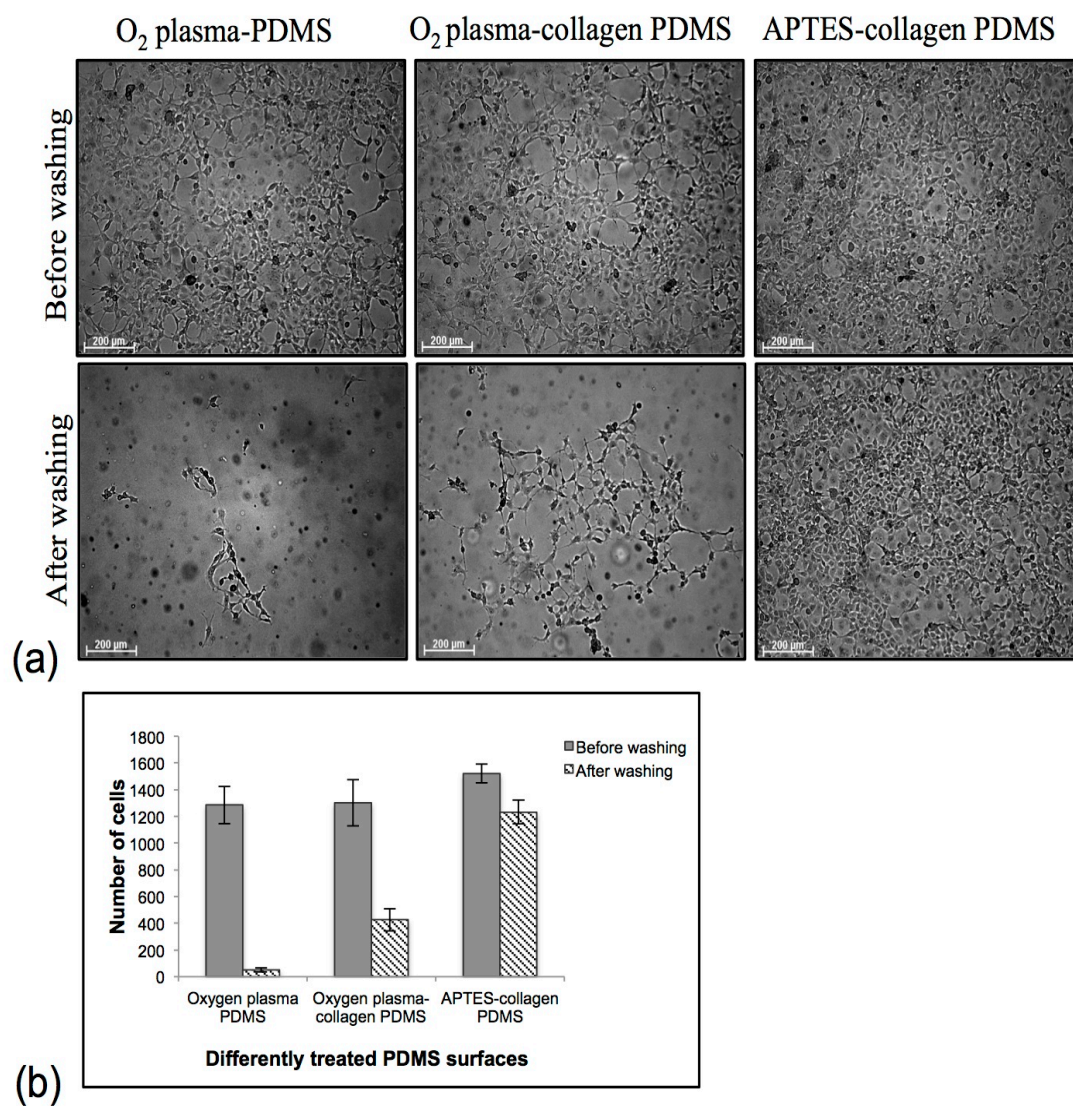 O₂ plasma-PDMS
O₂ plasma-collagen PDMS
APTES-collagen PDMS
Before washing
200 µm
200 µm
200 µm
After washing
200 µm
200 µm
200 µm
(a)
1800
1600
1400
1200
1000
800
600
400
200
0
Number of cells
Before washing
After washing
Oxygen plasma
PDMS
Oxygen plasma-
collagen PDMS
APTES-collagen
PDMS
Differently treated PDMS surfaces
(b)